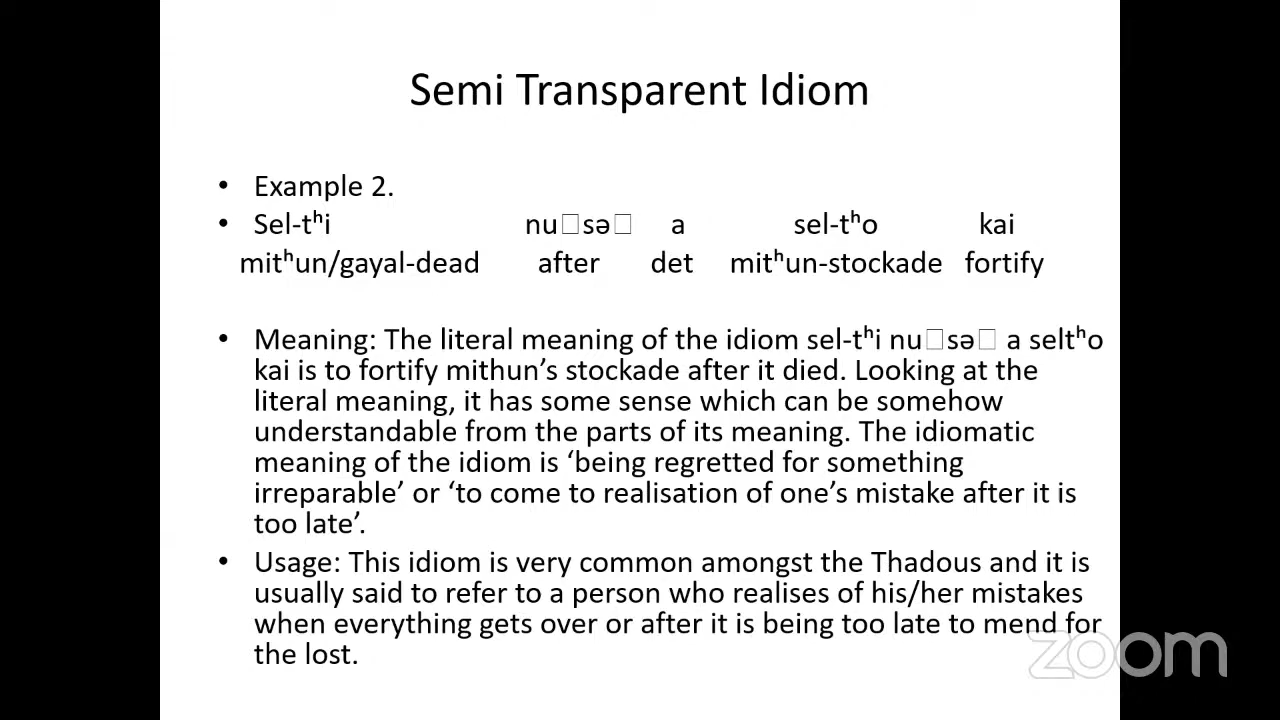 Semi Transparent Idiom
• Example 2.
• Sel-tʰi nu□sə□ a sel-tʰo kai
mitʰun/gayal-dead after det mitʰun-stockade fortify
• Meaning: The literal meaning of the idiom sel-tʰi nu□sə□ a seltʰo
kai is to fortify mithun’s stockade after it died. Looking at the
literal meaning, it has some sense which can be somehow
understandable from the parts of its meaning. The idiomatic
meaning of the idiom is ‘being regretted for something
irreparable’ or ‘to come to realisation of one’s mistake after it is
too late’.
• Usage: This idiom is very common amongst the Thadous and it is
usually said to refer to a person who realises of his/her mistakes
when everything gets over or after it is being too late to mend for
the lost.
zoom